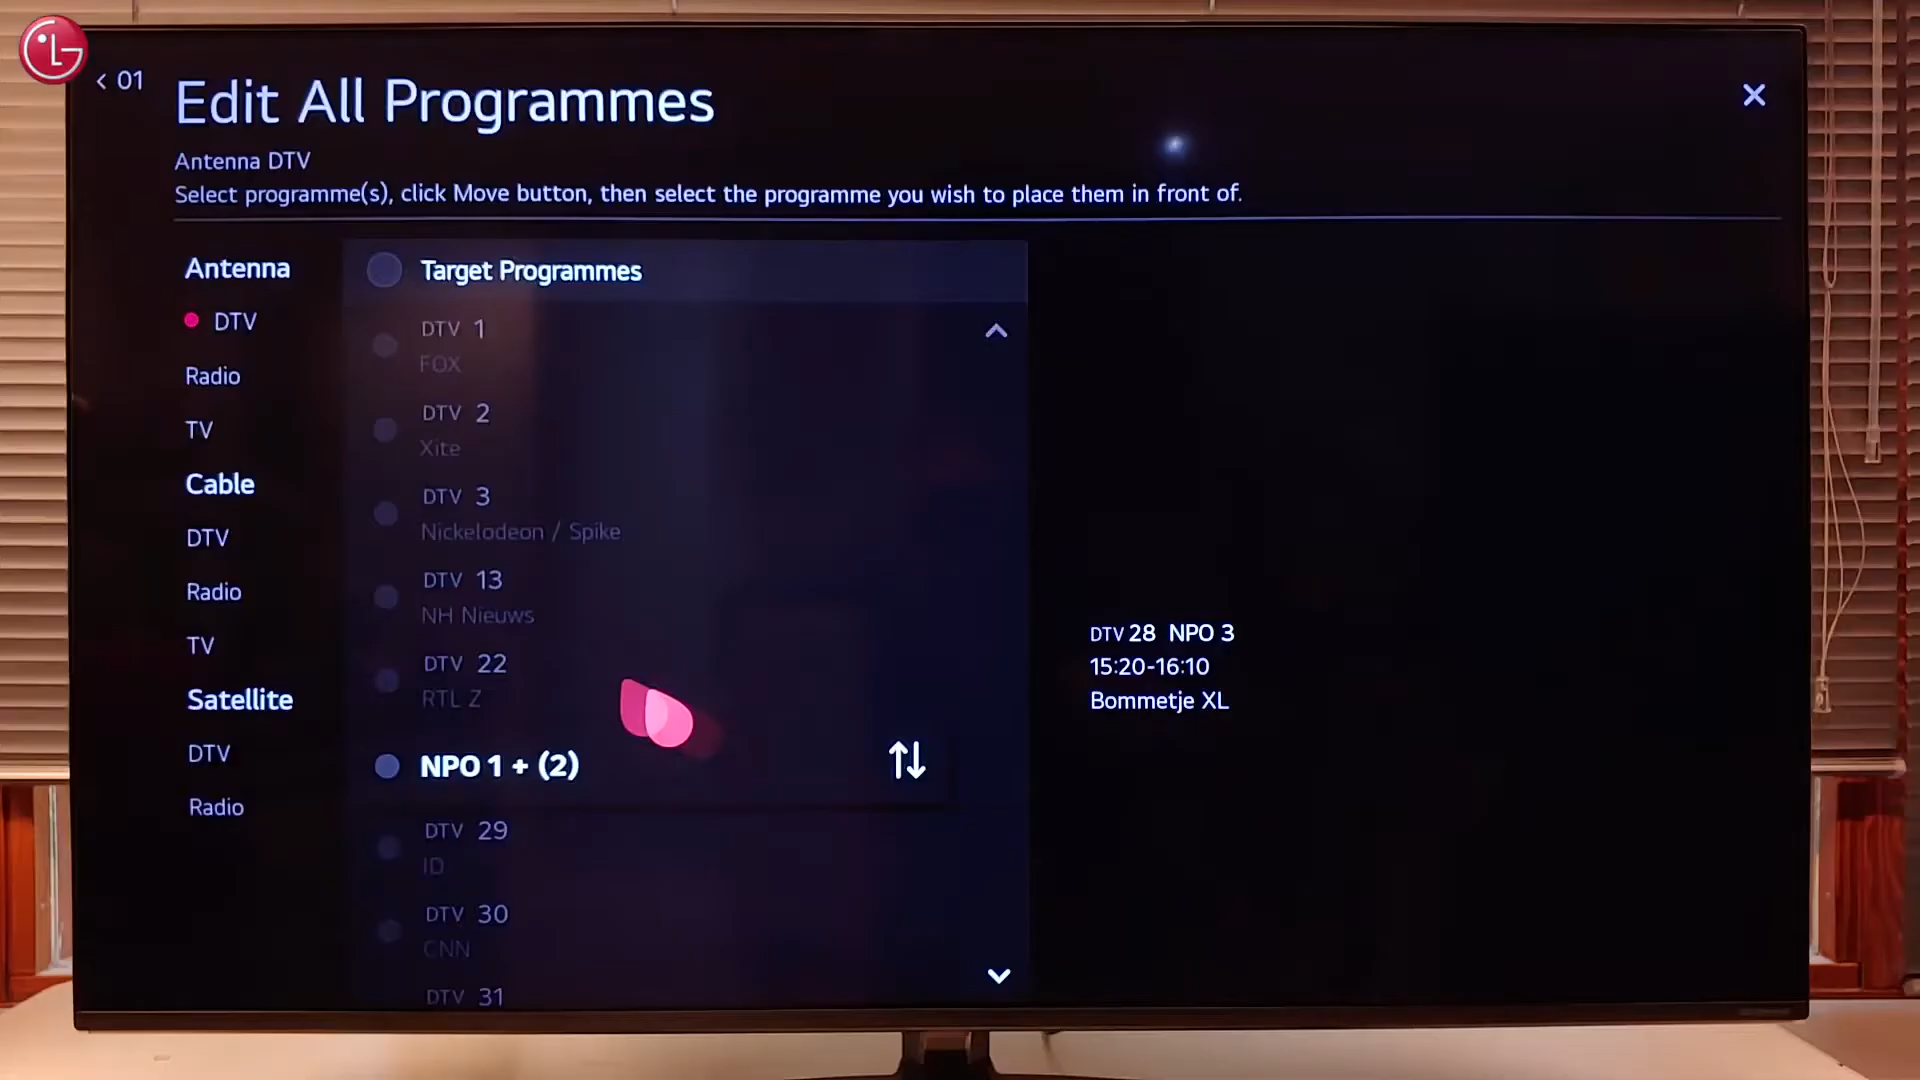 LG
01
Edit All Programmes
Antenna DTV
Select programme(s), click Move button, then select the programme you wish to place them in front of.
Antenna
DTV
Radio
TV
Cable
DTV
Radio
TV
Satellite
DTV
Radio
Target Programmes
DTV 1
FOX
DTV 2
Xite
DTV 3
Nickelodeon / Spike
DTV 13
NH Nieuws
DTV 22
RTL Z
NPO 1 + (2)
DTV 29
ID
DTV 30
CNN
DTV 31
DTV 28 NPO 3
15:20-16:10
Bommetje XL